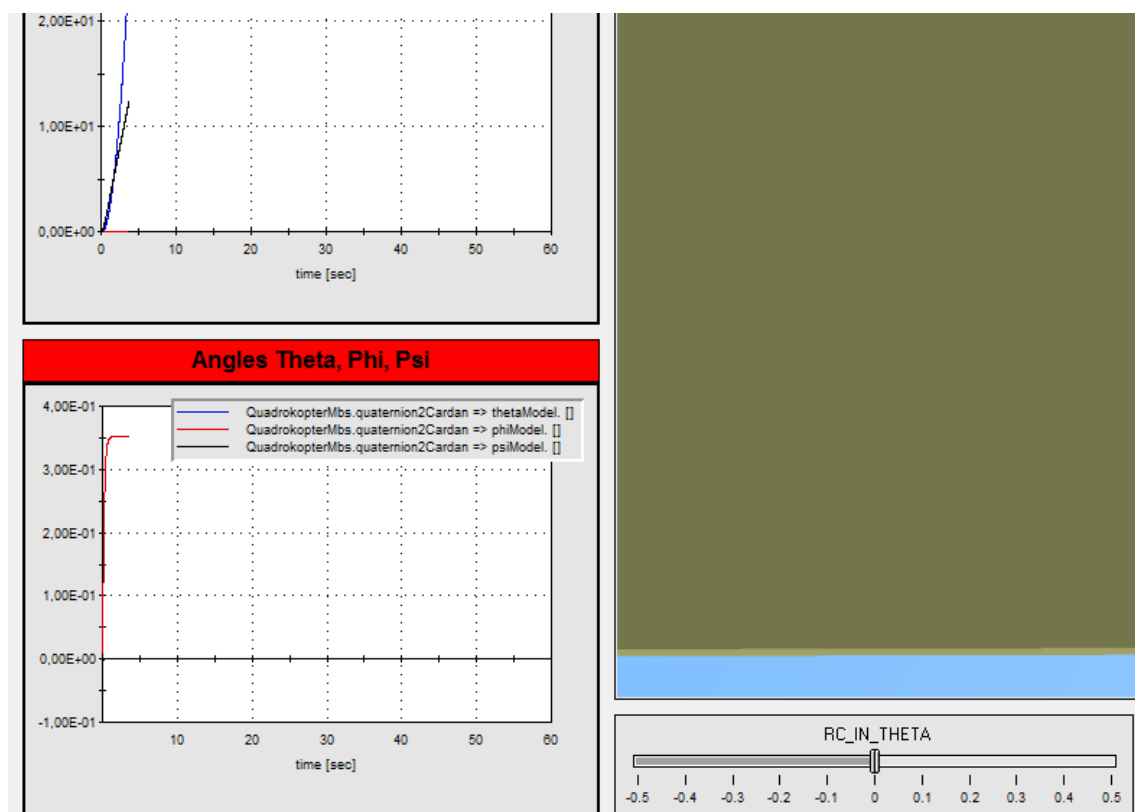 2,00E+01
1,00E+01
0,00E+00
0 10 20 30 40 50 60
time [sec]
Angles Theta, Phi, Psi
QuadrokopterMbs.quaternion2Cardan => thetaModel. []
QuadrokopterMbs.quaternion2Cardan => phiModel. []
QuadrokopterMbs.quaternion2Cardan => psiModel. []
4,00E-01
3,00E-01
2,00E-01
1,00E-01
0,00E+00
-1,00E-01
10 20 30 40 50 60
time [sec]
RC_IN_THETA
-0.5 -0.4 -0.3 -0.2 -0.1 0 0.1 0.2 0.3 0.4 0.5